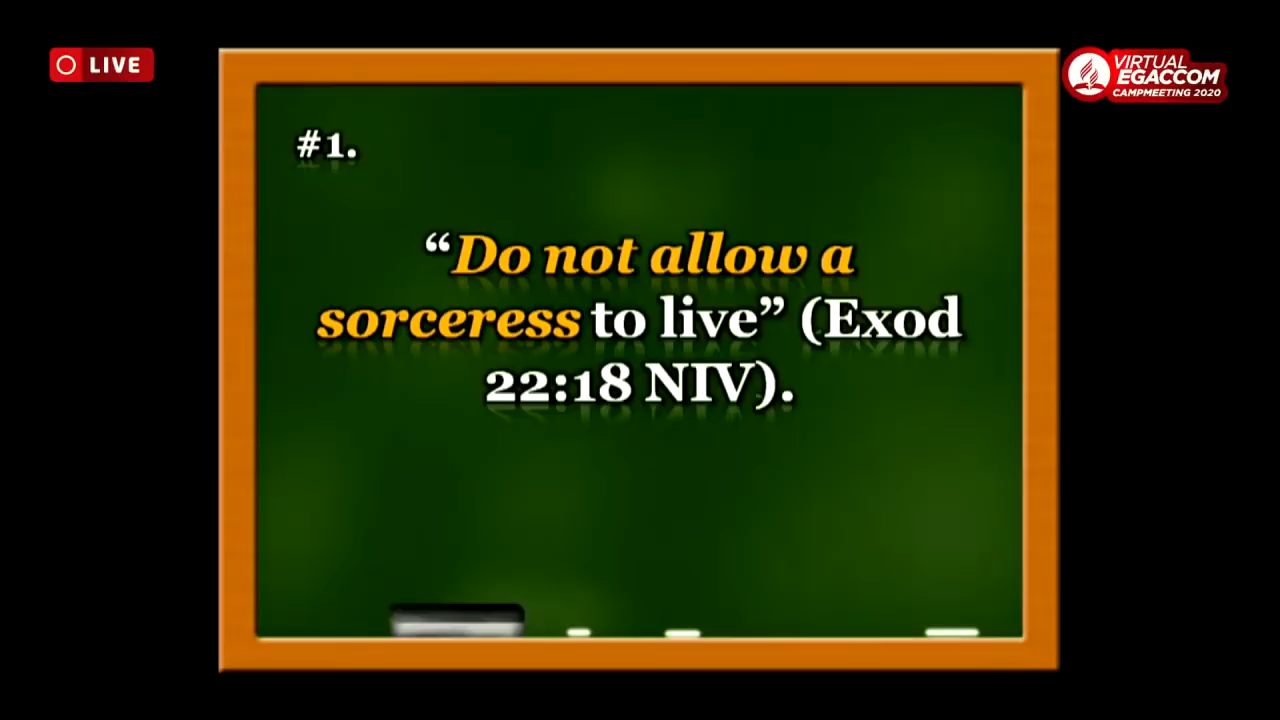 LIVE
VIRTUAL
EGACCOM
CAMPMEETING 2020
#1.
“Do not allow a
sorceress to live” (Exod
22:18 NIV).